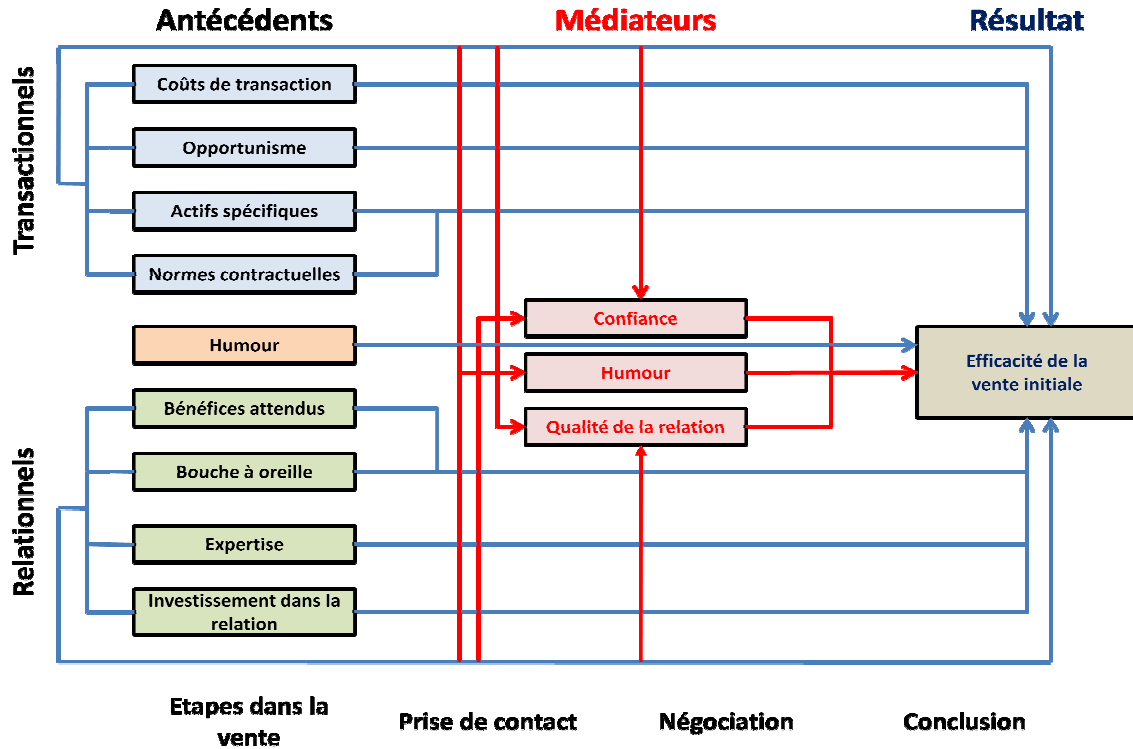 Antécédents
Médiateurs
Résultat
Transactionnels
Coûts de transaction
Opportunisme
Actifs spécifiques
Normes contractuelles
Confiance
Humour
Humour
Efficacité de la
vente initiale
Relationnels
Bénéfices attendus
Qualité de la relation
Bouche à oreille
Expertise
Investissement dans la
relation
Etapes dans la
vente
Prise de contact
Négociation
Conclusion